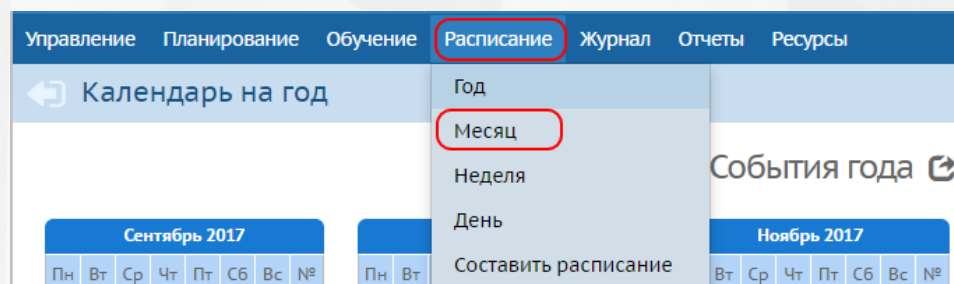 Управление Планирование Обучение Расписание Журнал Отчеты Ресурсы
Календарь на год
Год
Месяц
Неделя
День
Составить расписание
События года
Сентябрь 2017
Ноябрь 2017
Пн Вт Ср Чт Пт Сб Вс №
Пн Вт
Вт Ср Чт Пт Сб Вс №